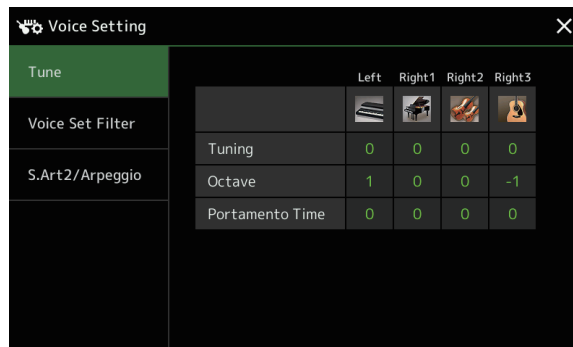 Voice Setting
Tune
Left Right1 Right2 Right3
Voice Set Filter
Tuning 0 0 0 0
S.Art2/Arpeggio
Octave 1 0 0 -1
Portamento Time 0 0 0 0